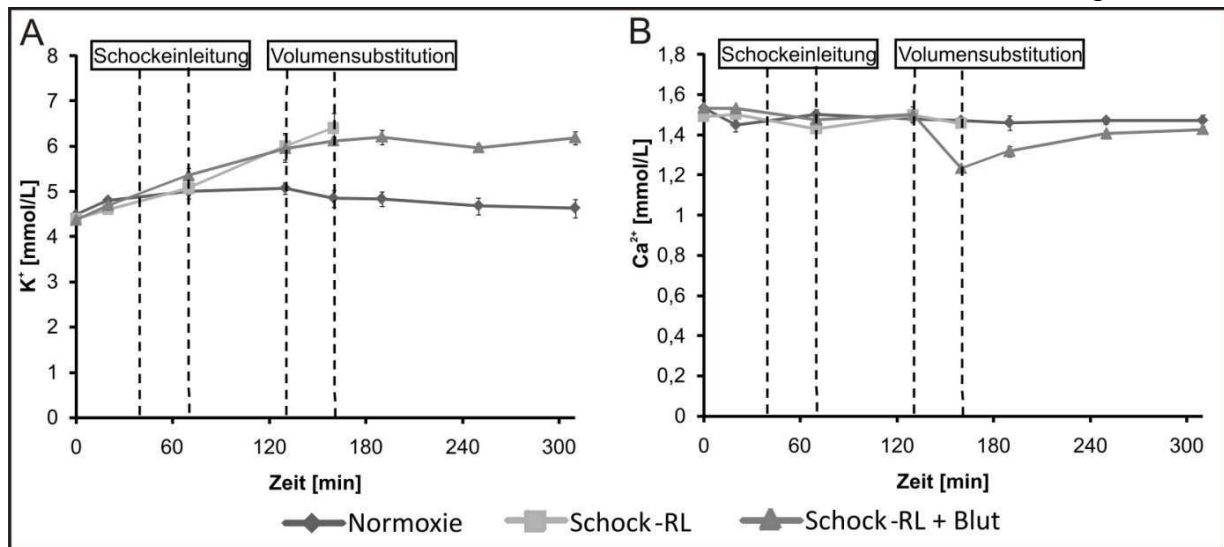 A
Schockeinleitung
Volumensubstitution
K⁺ [mmol/L]
8
7
6
5
4
3
2
1
0
0 60 120 180 240 300
Zeit [min]
B
Schockeinleitung
Volumensubstitution
Ca²⁺ [mmol/L]
1,8
1,6
1,4
1,2
1
0,8
0,6
0,4
0,2
0
0 60 120 180 240 300
Zeit [min]
Normoxie Schock-RL Schock-RL + Blut